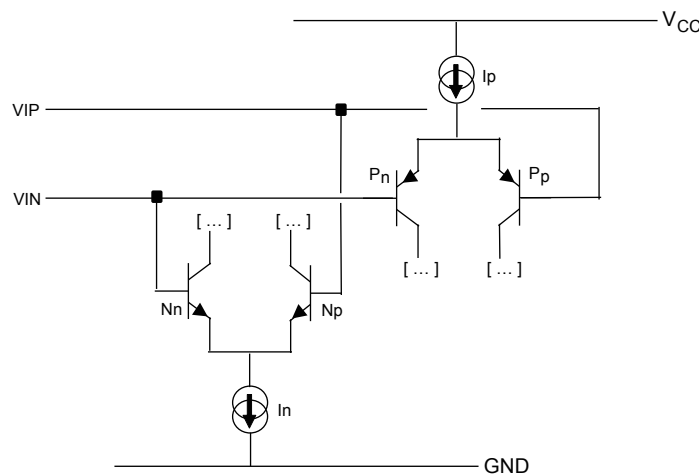 VCC
Ip
VIP
Pn
Pp
VIN
[ ... ]
[ ... ]
[ ... ]
[ ... ]
Nn
Np
In
GND